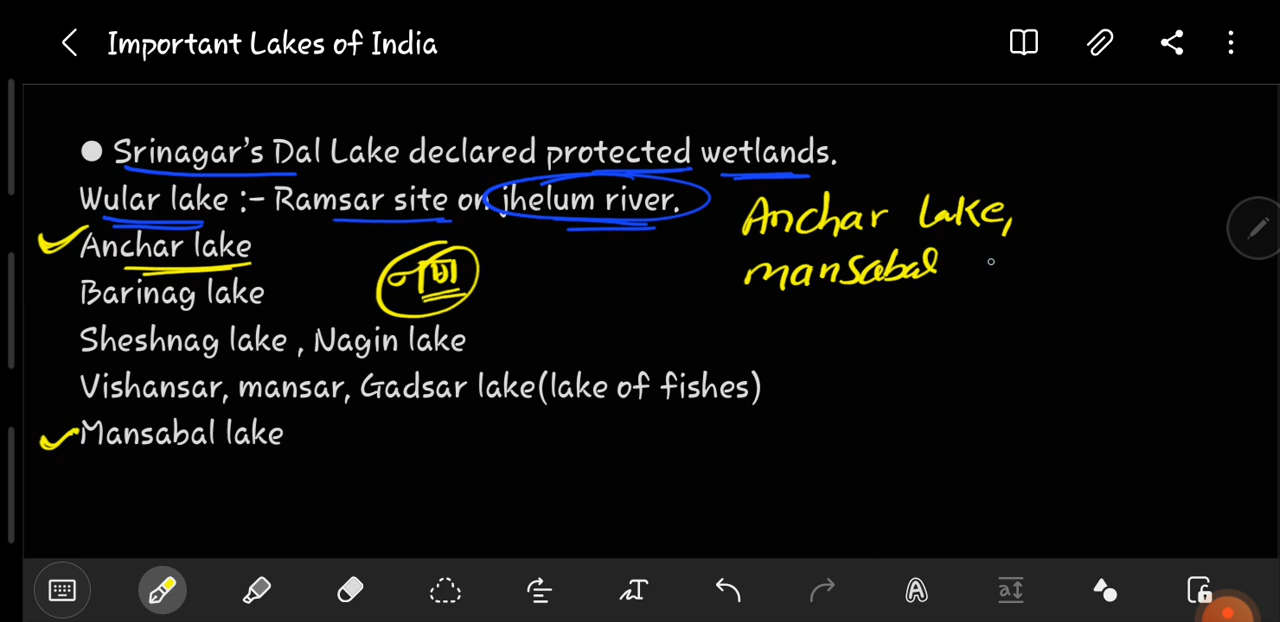 Important Lakes of India
● Srinagar's Dal Lake declared protected wetlands.
Wular lake :- Ramsar site on jhelum river.
Anchar lake
Barinag lake
Sheshnag lake , Nagin lake
Vishansar, mansar, Gadsar lake(lake of fishes)
Mansabal lake
Anchar lake,
mansabal